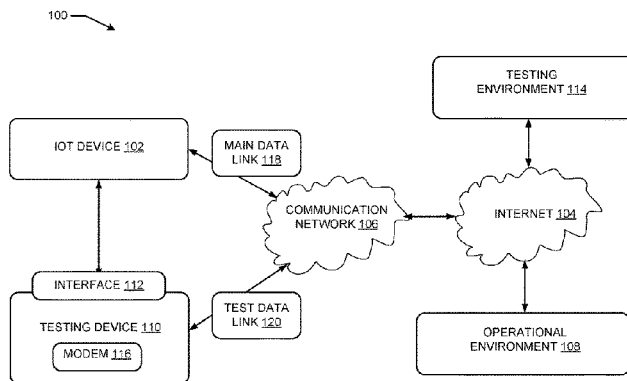 100
TESTING
ENVIRONMENT 114
IOT DEVICE 102
MAIN DATA
LINK 118
COMMUNICATION
NETWORK 106
INTERNET 104
INTERFACE 112
TESTING DEVICE 110
MODEM 116
TEST DATA
LINK 120
OPERATIONAL
ENVIRONMENT 108